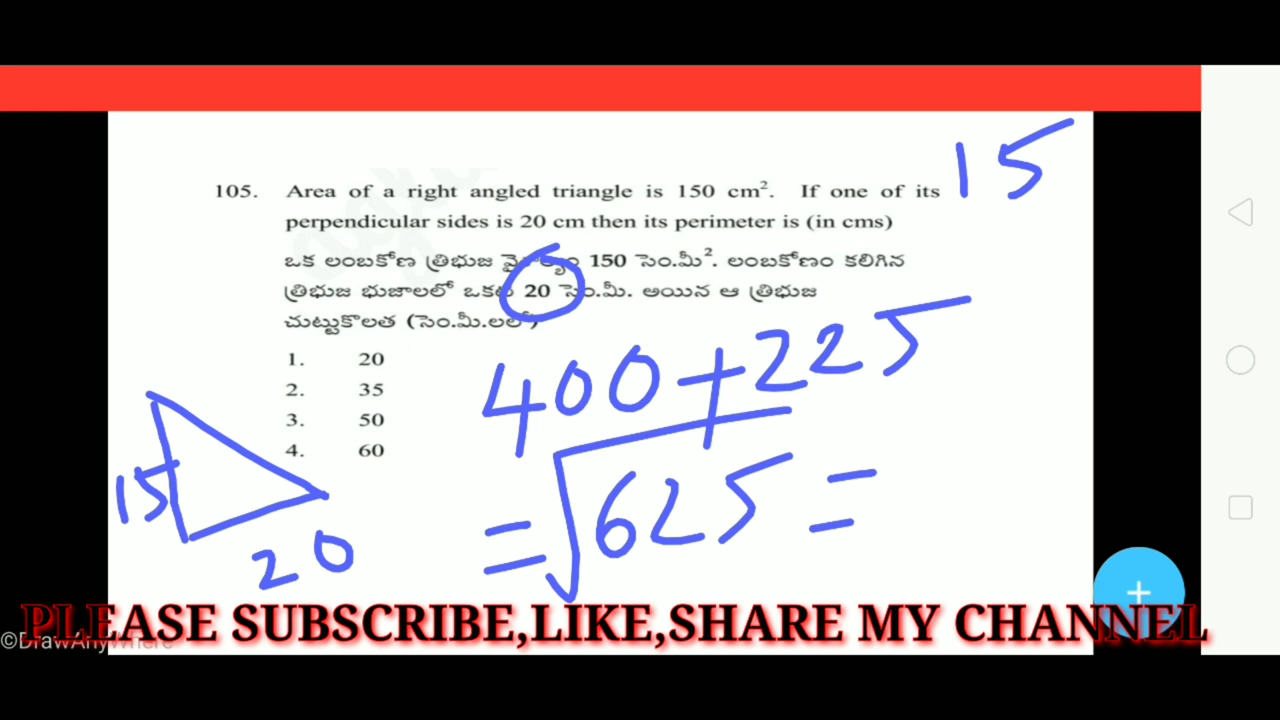 15
105. Area of a right angled triangle is 150 cm². If one of its
perpendicular sides is 20 cm then its perimeter is (in cms)
ఒక లంబకోణ త్రిభుజ వైశాల్యం 150 సెం.మీ². లంబకోణం కలిగిన
త్రిభుజ భుజాలలో ఒకటి 20 సెం.మీ. అయిన ఆ త్రిభుజ
చుట్టుకొలత (సెం.మీ.లలో)
1. 20
2. 35
3. 50
4. 60
400+225
=√625 =
15
20
PLEASE SUBSCRIBE,LIKE,SHARE MY CHANNEL
©DrawAnyWhere